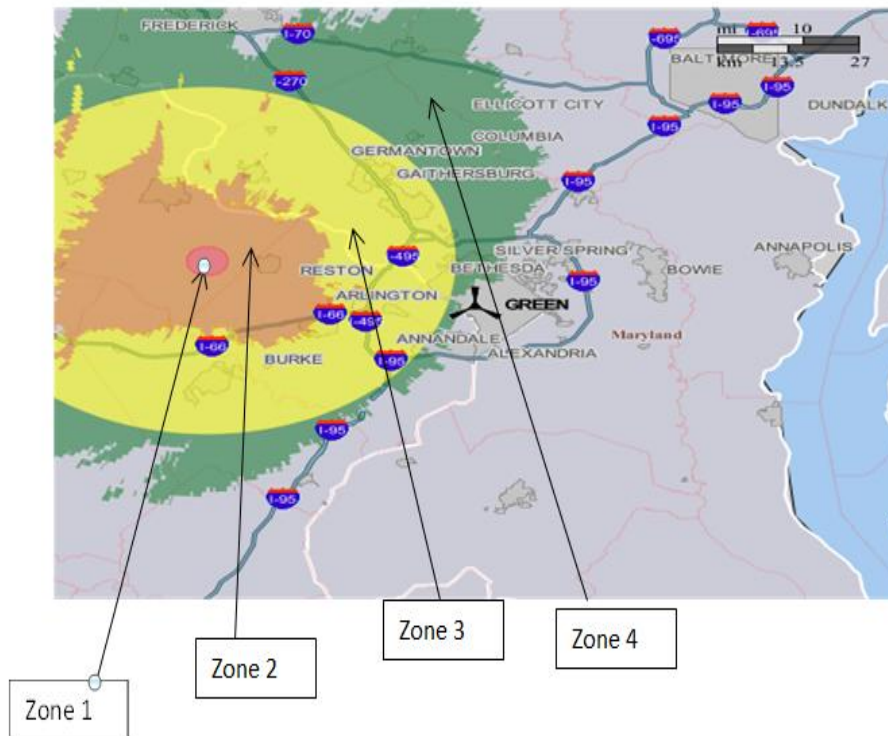 FREDERICK
I-70
mi 10
-695
I-695
BALTIMORE
km 13.5 27
I-270
I-95
I-95
DUNDALK
ELLICOTT CITY
I-95
COLUMBIA
GERMANTOWN
GAITHERSBURG
I-95
-495
SILVER SPRING
ANNAPOLIS
RESTON
BETHESDA
BOWIE
I-95
ARLINGTON
GREEN
I-66
-495
Maryland
ANNANDALE
I-66
ALEXANDRIA
BURKE
I-95
I-95
I-95
Zone 3
Zone 4
Zone 2
Zone 1